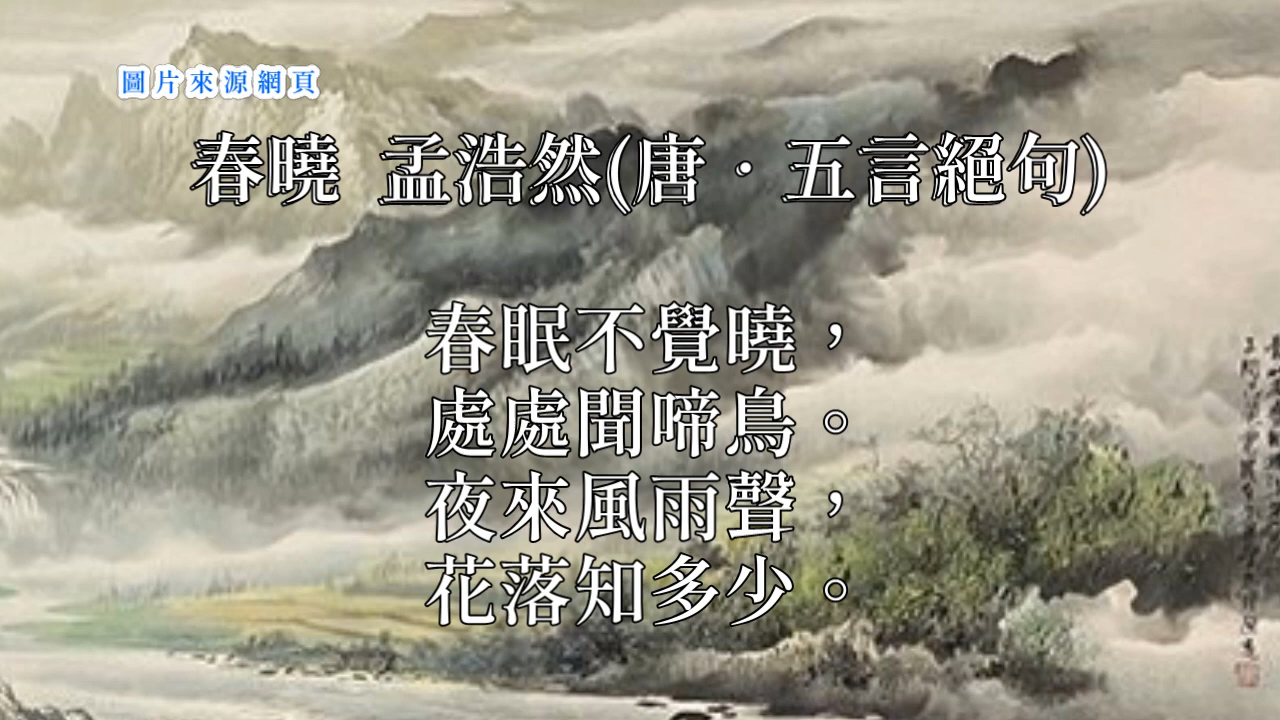 圖片來源網頁
春曉 孟浩然(唐．五言絕句)
春眠不覺曉，
處處聞啼鳥。
夜來風雨聲，
花落知多少。